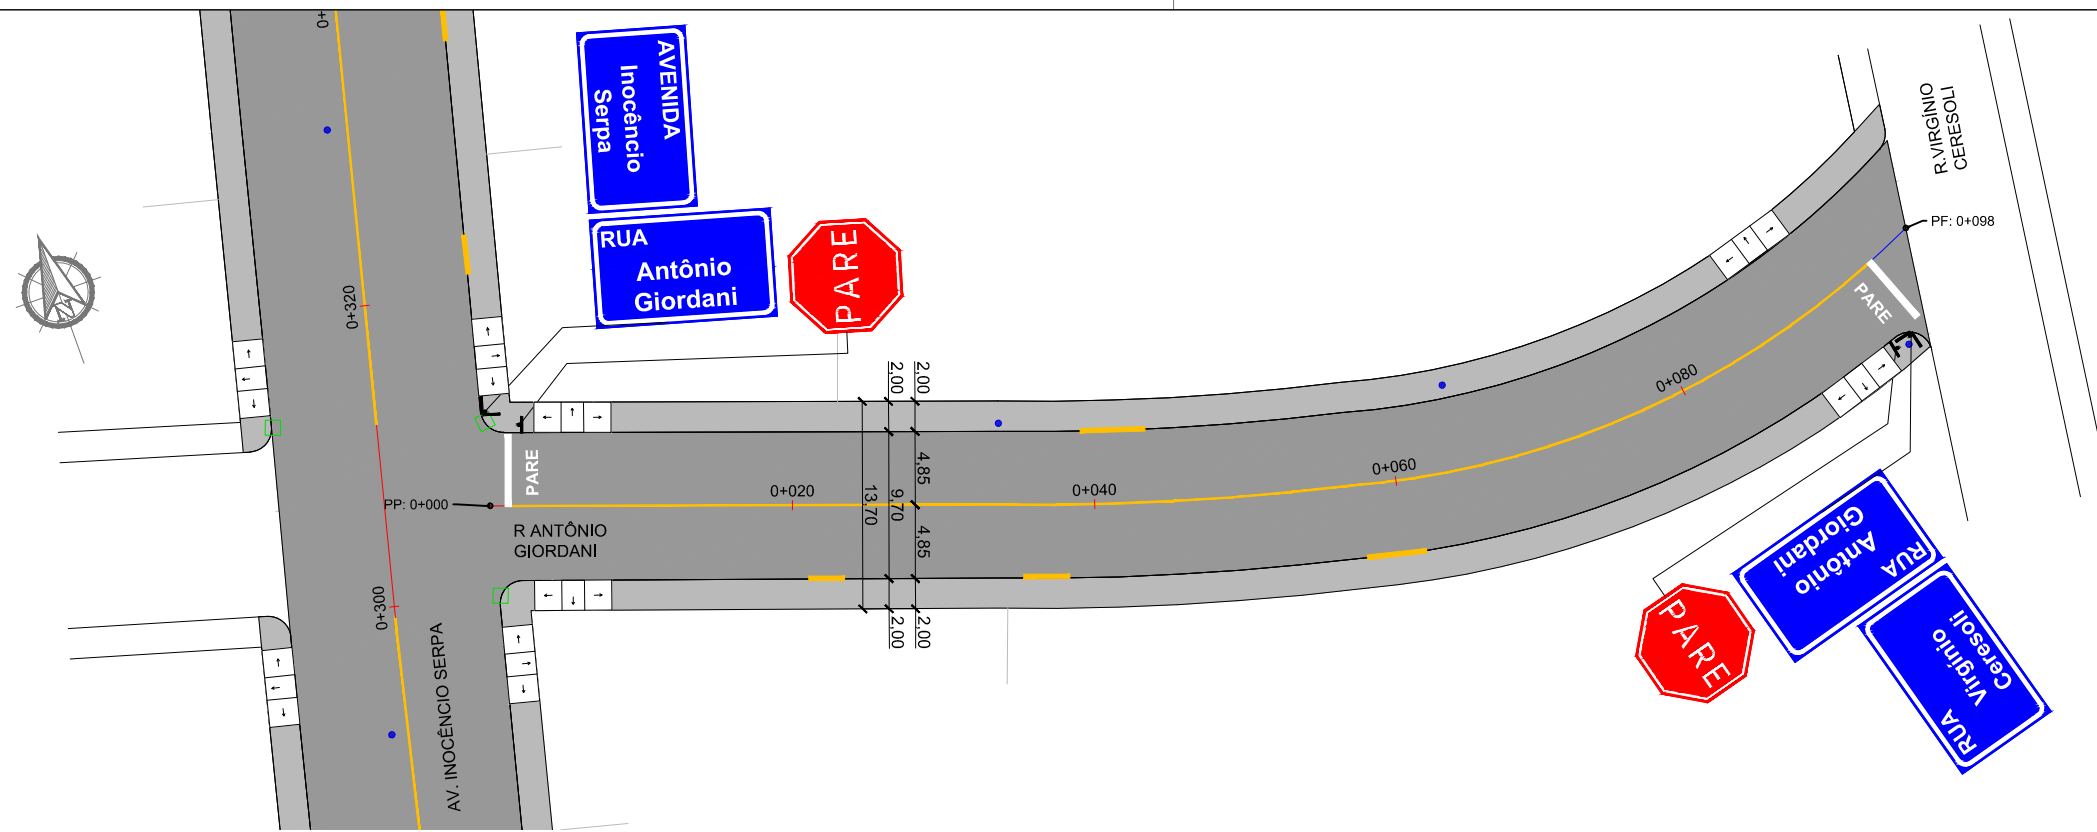 0+
AVENIDA
Inocêncio
Serpa
RUA
Antônio
Giordani
PARE
R.VIRGÍNIO
CERESOLI
PF: 0+098
PARE
0+320
N
2,00
2,00
0+080
0+060
0+040
0+020
4,85
9,70
13,70
4,85
PARE
PP: 0+000
R ANTÔNIO
GIORDANI
0+300
2,00
2,00
AV. INOCÊNCIO SERPA
RUA
Antônio
Giordani
PARE
RUA
Virgínio
Ceresoli